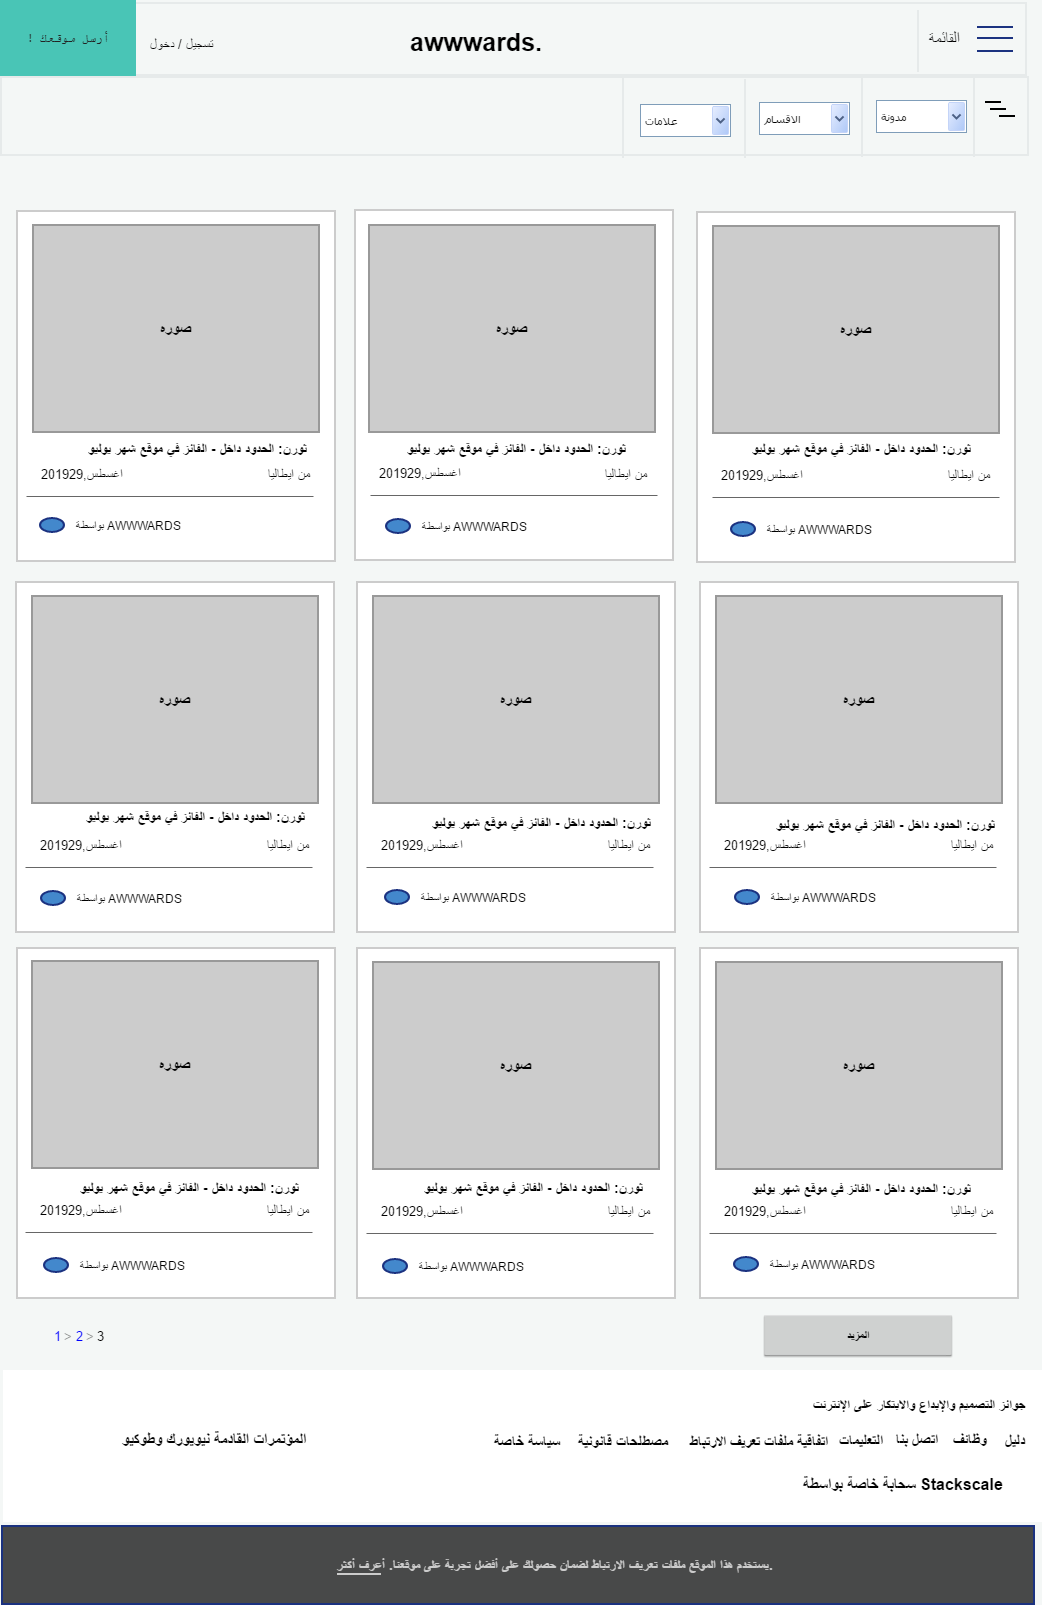 القائمة
awwwards.
تسجيل / دخول
أرسل موقعك !
مدونة
الاقسام
علامات
صوره
صوره
صوره
ثورن: الحدود داخل - الفائز في موقع شهر يوليو
ثورن: الحدود داخل - الفائز في موقع شهر يوليو
ثورن: الحدود داخل - الفائز في موقع شهر يوليو
من ايطاليا
اغسطس,201929
من ايطاليا
اغسطس,201929
من ايطاليا
اغسطس,201929
بواسطة AWWWARDS
بواسطة AWWWARDS
بواسطة AWWWARDS
صوره
صوره
صوره
ثورن: الحدود داخل - الفائز في موقع شهر يوليو
ثورن: الحدود داخل - الفائز في موقع شهر يوليو
ثورن: الحدود داخل - الفائز في موقع شهر يوليو
من ايطاليا
اغسطس,201929
من ايطاليا
اغسطس,201929
من ايطاليا
اغسطس,201929
بواسطة AWWWARDS
بواسطة AWWWARDS
بواسطة AWWWARDS
صوره
صوره
صوره
ثورن: الحدود داخل - الفائز في موقع شهر يوليو
ثورن: الحدود داخل - الفائز في موقع شهر يوليو
ثورن: الحدود داخل - الفائز في موقع شهر يوليو
من ايطاليا
اغسطس,201929
من ايطاليا
اغسطس,201929
من ايطاليا
اغسطس,201929
بواسطة AWWWARDS
بواسطة AWWWARDS
بواسطة AWWWARDS
المزيد
1 > 2 > 3
جوائز التصميم والإبداع والابتكار على الإنترنت
دليل وظائف اتصل بنا التعليمات اتفاقية ملفات تعريف الارتباط مصطلحات قانونية سياسة خاصة
المؤتمرات القادمة نيويورك وطوكيو
سحابة خاصة بواسطة Stackscale
يستخدم هذا الموقع ملفات تعريف الارتباط لضمان حصولك على أفضل تجربة على موقعنا. أعرف أكثر.